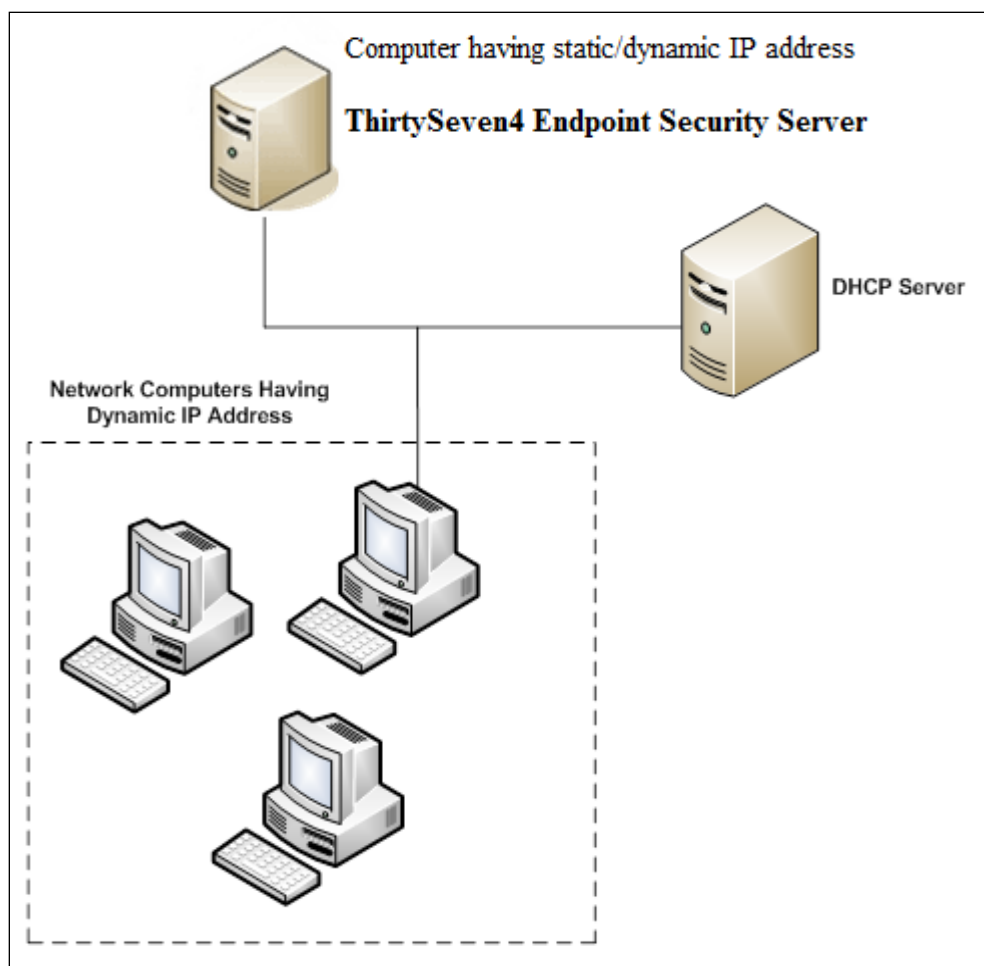 Computer having static/dynamic IP address
ThirtySeven4 Endpoint Security Server
DHCP Server
Network Computers Having
Dynamic IP Address